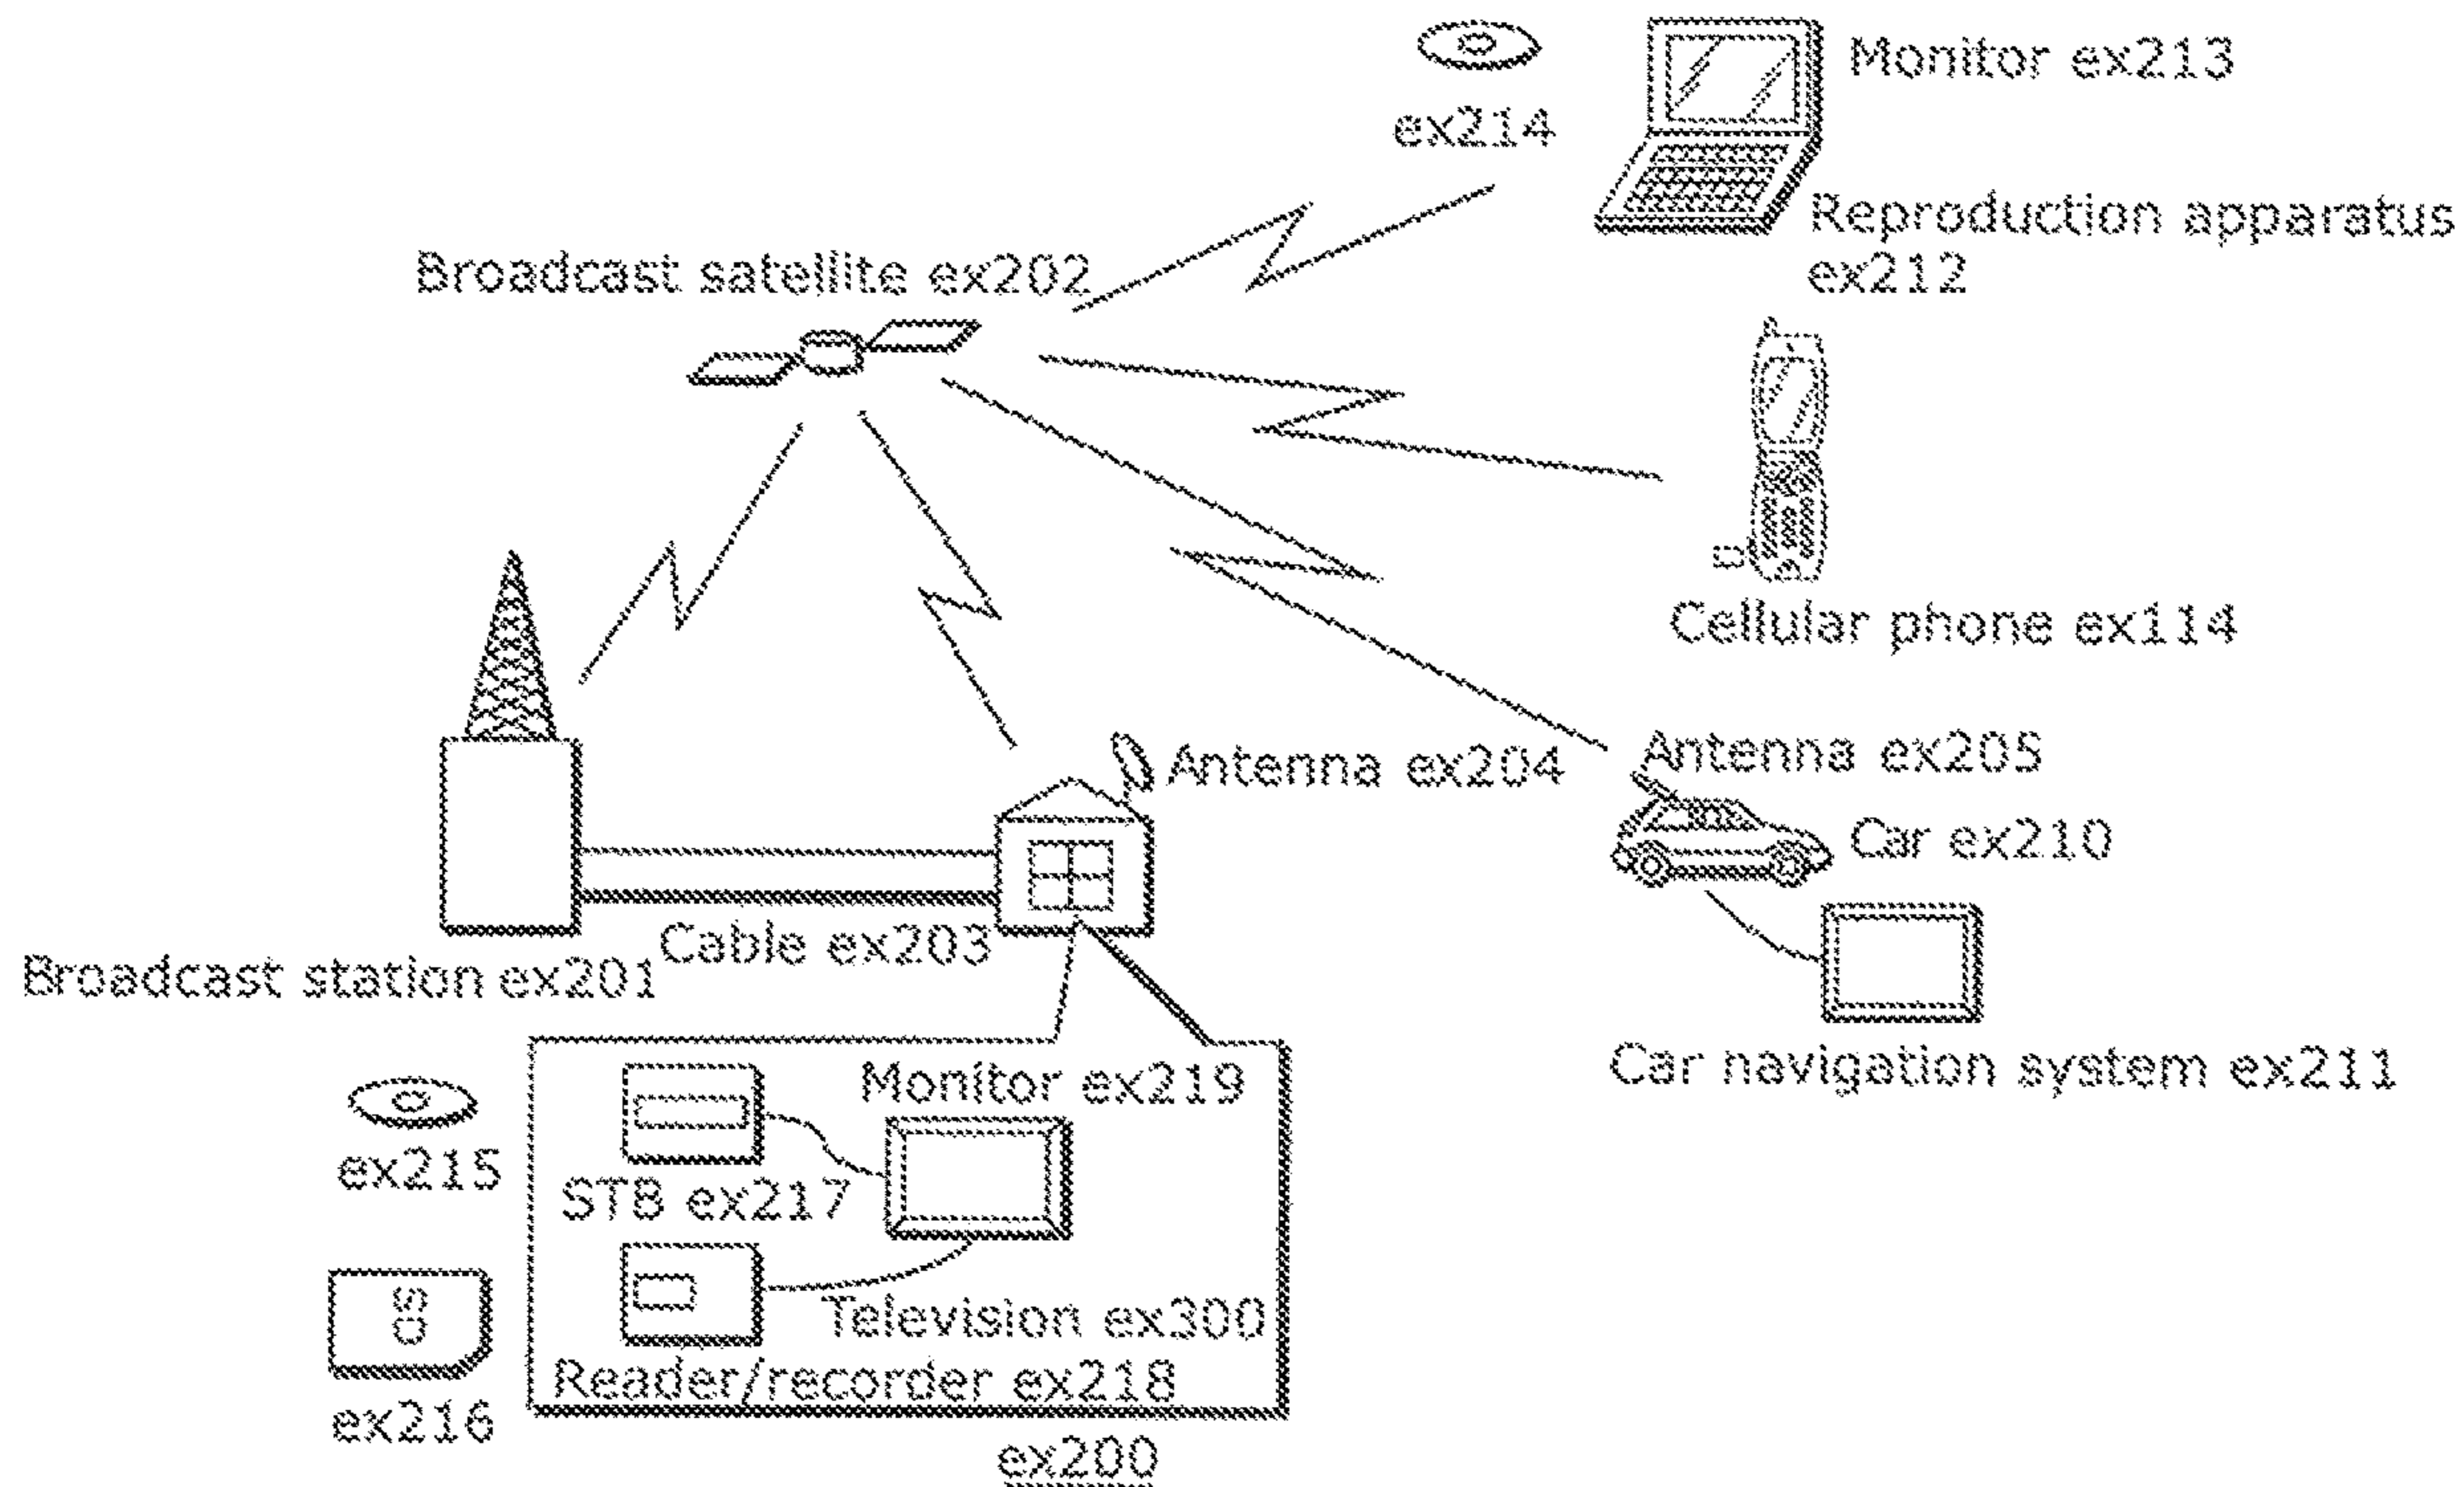 Monitor ex213
ex214
Reproduction apparatus
ex212
Broadcast satellite ex202
Cellular phone ex114
Antenna ex204
Antenna ex205
Car ex210
Cable ex203
Broadcast station ex201
Car navigation system ex211
Monitor ex219
ex215
STB ex217
SD
Television ex300
Reader/recorder ex218
ex216
ex200